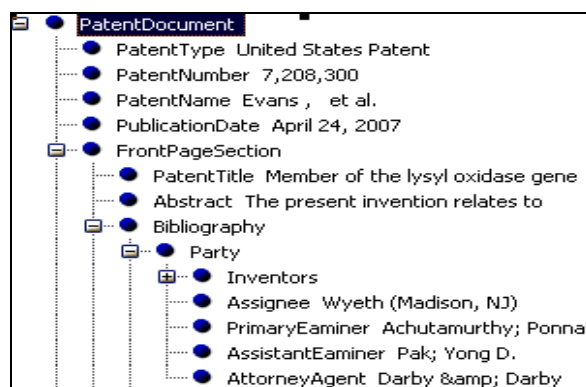 PatentDocument
PatentType United States Patent
PatentNumber 7,208,300
PatentName Evans , et al.
PublicationDate April 24, 2007
FrontPageSection
PatentTitle Member of the lysyl oxidase gene
Abstract The present invention relates to
Bibliography
Party
Inventors
Assignee Wyeth (Madison, NJ)
PrimaryEaminer Achutamurthy; Ponna
AssistantEaminer Pak; Yong D.
AttorneyAgent Darby &amp; Darby